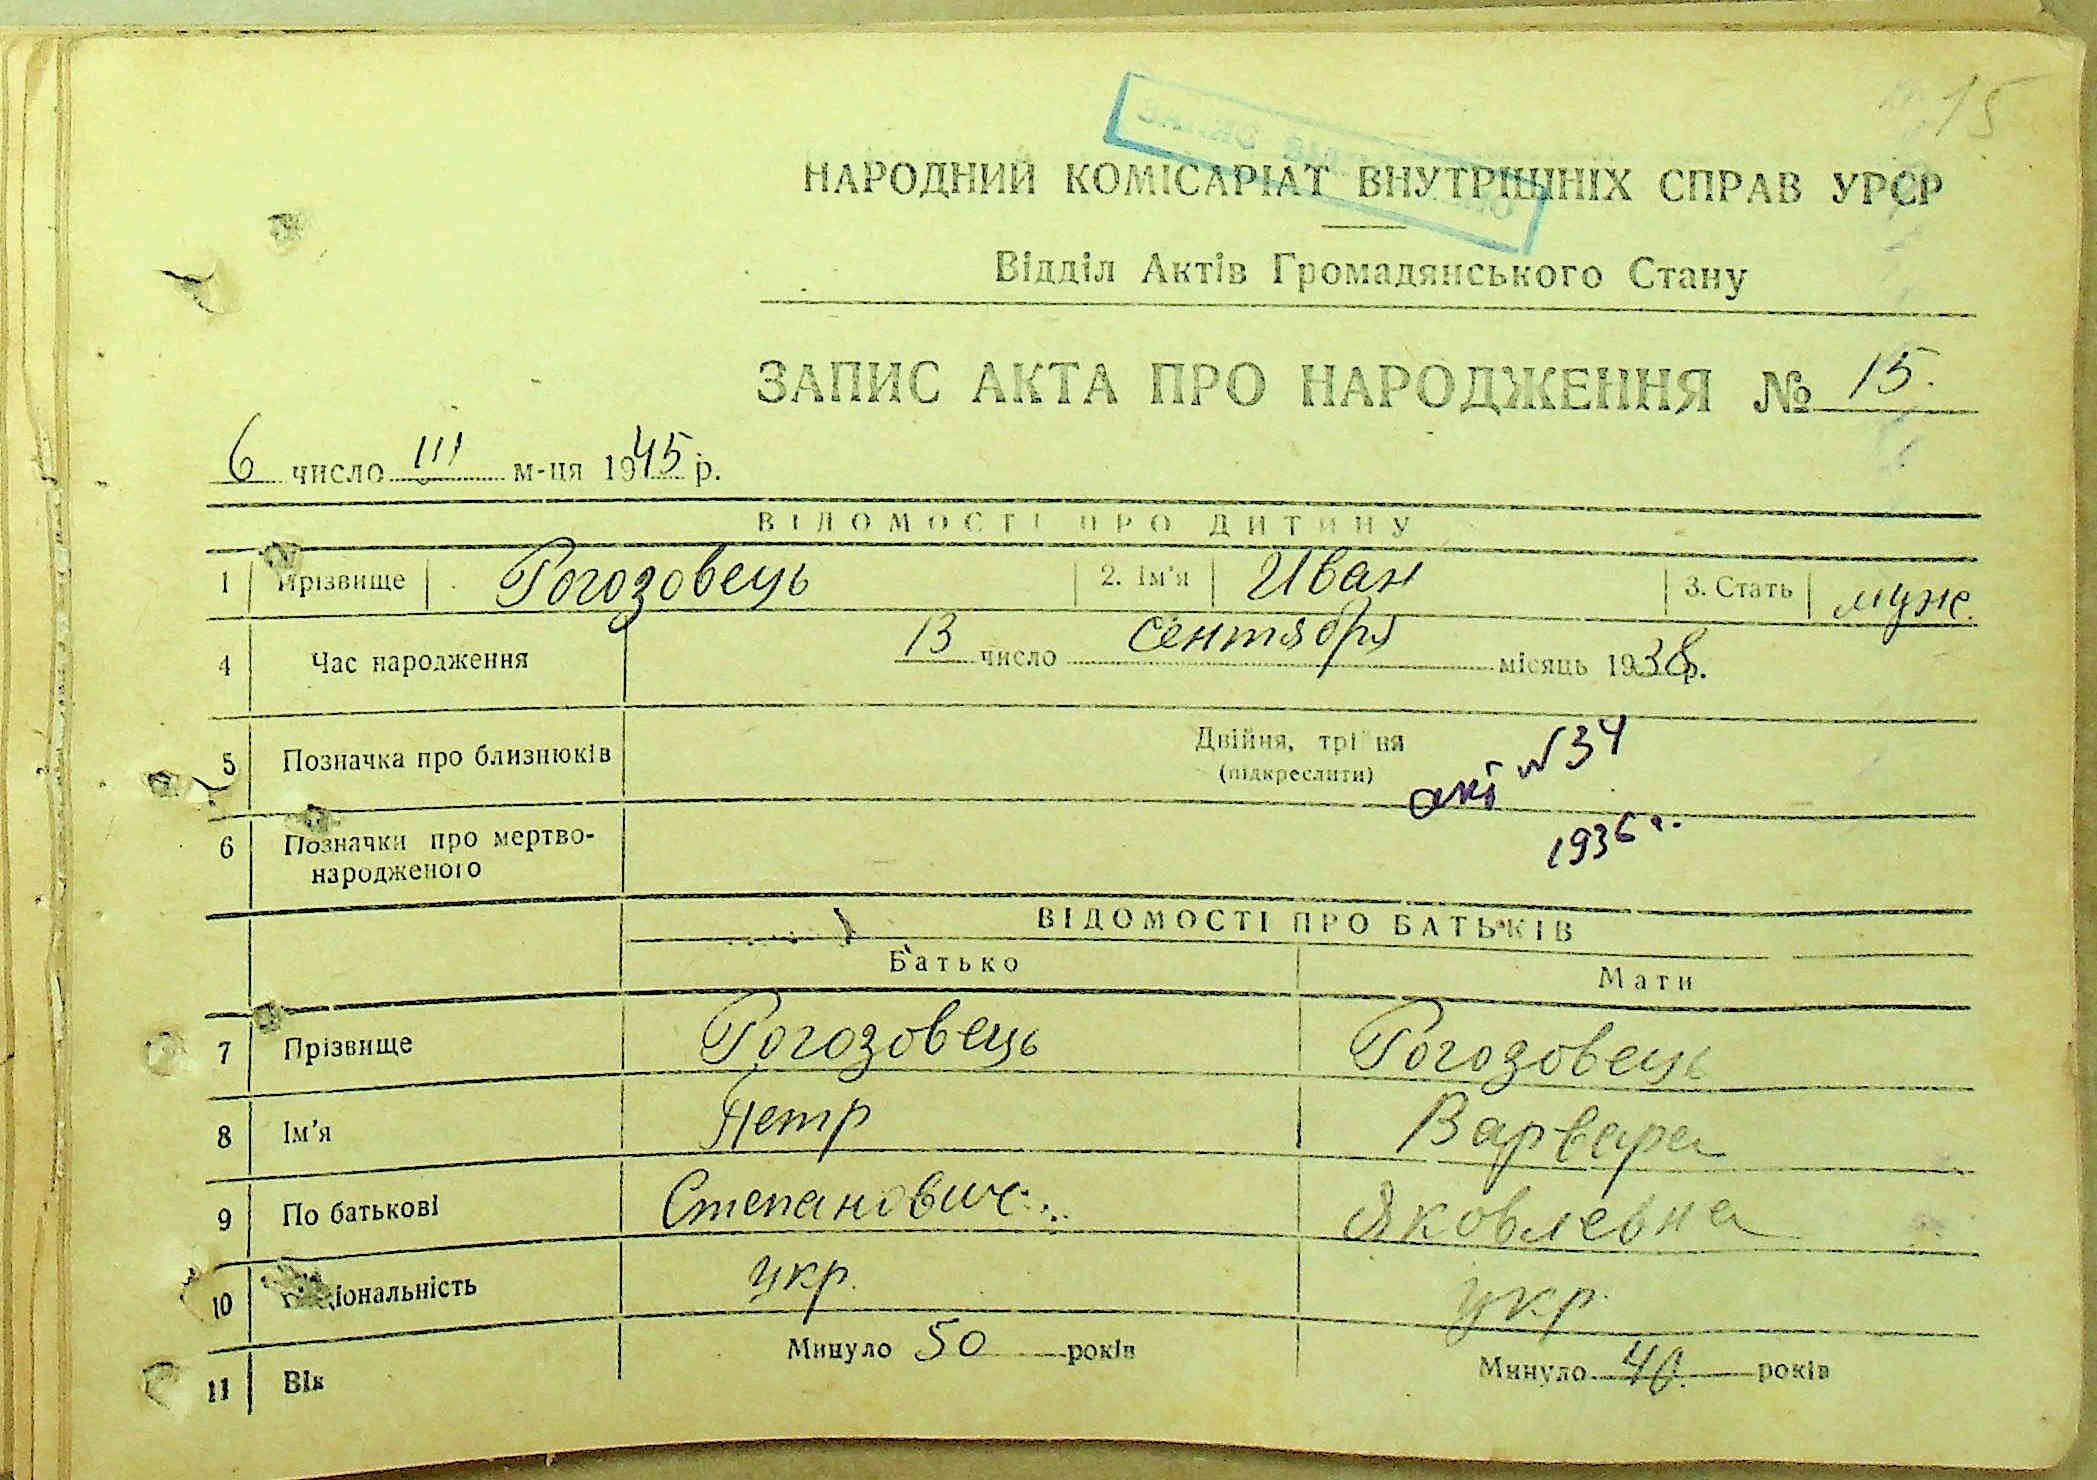 15
НАРОДНИЙ КОМІСАРІАТ ВНУТРІШНІХ СПРАВ УРСР
Відділ Актів Громадянського Стану
ЗАПИС АКТА ПРО НАРОДЖЕННЯ № 15.
6 число III м-ця 1945 р.
ВІДОМОСТІ ПРО ДИТИНУ
1 Прізвище Рогозовець 2. Ім'я Иван 3. Стать муж.
4 Час народження 13 число сентября місяць 1938 р.
5 Позначка про близнюків Двійня, трійня
(підкреслити)
акт №34
1936 г.
6 Позначки про мертво-
народженого
ВІДОМОСТІ ПРО БАТЬКІВ
Батько Мати
7 Прізвище Рогозовець Рогозовець
8 Ім'я Петр Варвара
9 По батькові Степанович Яковлевна
10 Національність укр. укр.
11 Вік Минуло 50 років Минуло 40 років